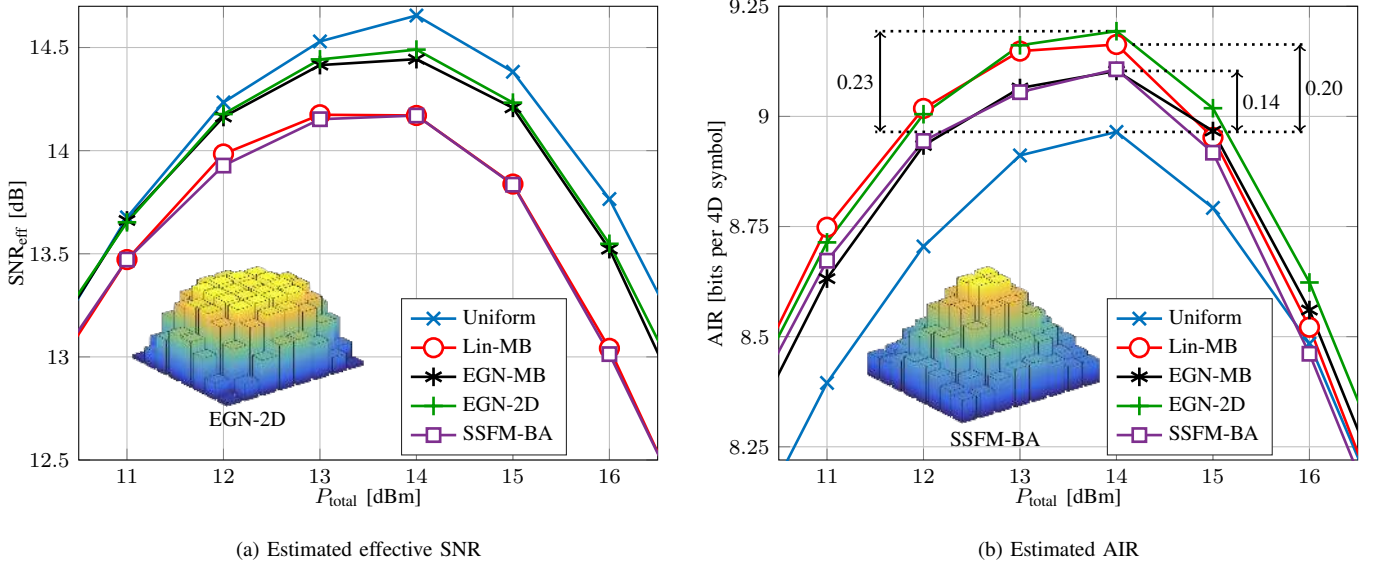 14.5
14
13.5
13
12.5
SNR_eff [dB]
11 12 13 14 15 16
P_total [dBm]
EGN-2D
Uniform
Lin-MB
EGN-MB
EGN-2D
SSFM-BA
(a) Estimated effective SNR
9.25
9
8.75
8.5
8.25
AIR [bits per 4D symbol]
0.23
0.14
0.20
11 12 13 14 15 16
P_total [dBm]
SSFM-BA
Uniform
Lin-MB
EGN-MB
EGN-2D
SSFM-BA
(b) Estimated AIR